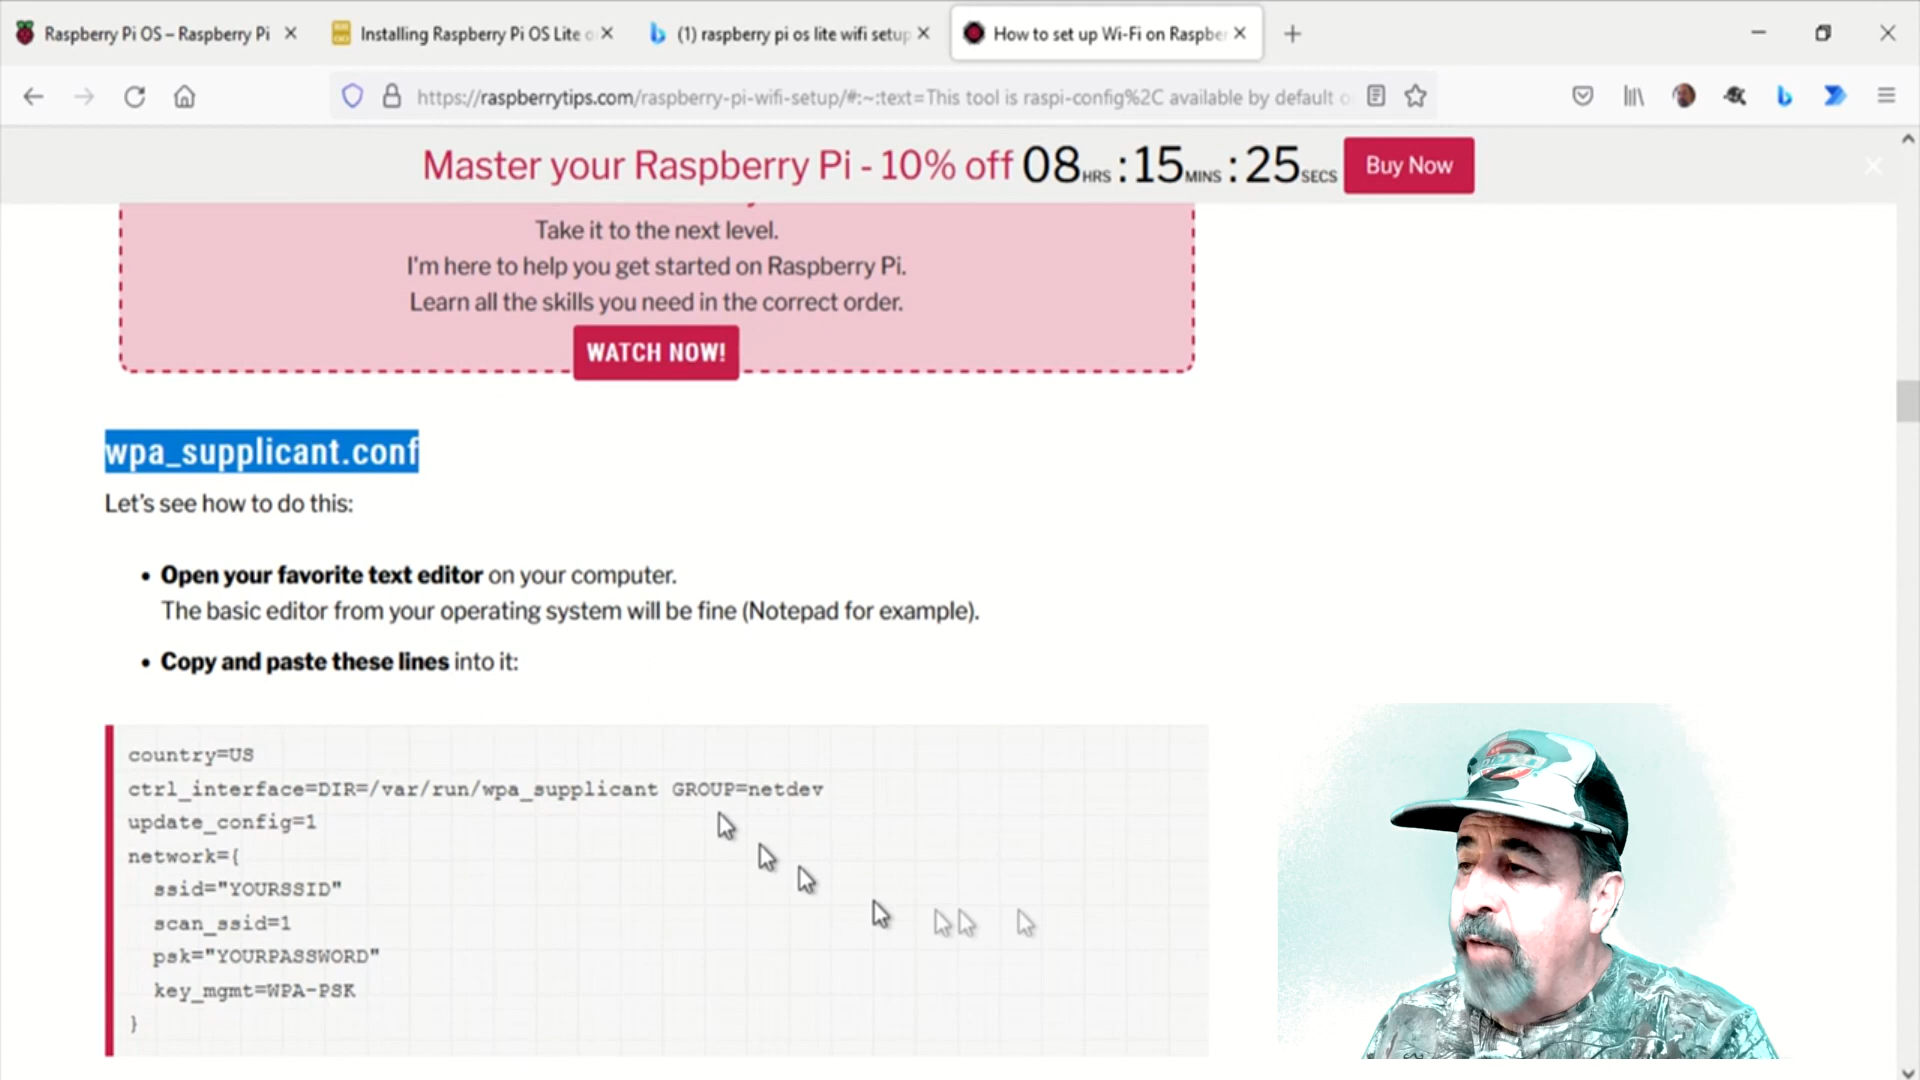 Raspberry Pi OS – Raspberry Pi
Installing Raspberry Pi OS Lite o
(1) raspberry pi os lite wifi setup
How to set up Wi-Fi on Raspber
https://raspberrytips.com/raspberry-pi-wifi-setup/#:~:text=This tool is raspi-config%2C available by default o
Master your Raspberry Pi - 10% off 08HRS :15MINS :25SECS Buy Now
Take it to the next level.
I'm here to help you get started on Raspberry Pi.
Learn all the skills you need in the correct order.
WATCH NOW!
wpa_supplicant.conf
Let's see how to do this:
• Open your favorite text editor on your computer.
The basic editor from your operating system will be fine (Notepad for example).
• Copy and paste these lines into it:
country=US
ctrl_interface=DIR=/var/run/wpa_supplicant GROUP=netdev
update_config=1
network={
ssid="YOURSSID"
scan_ssid=1
psk="YOURPASSWORD"
key_mgmt=WPA-PSK
}